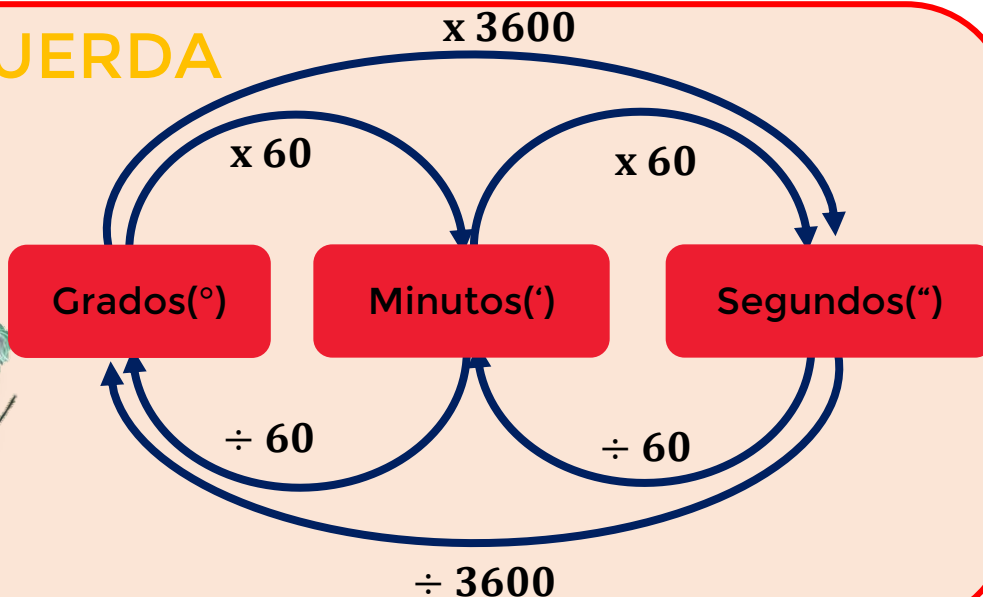 UERDA
x 3600
x 60
x 60
Grados(°)
Minutos(‘)
Segundos(“)
÷ 60
÷ 60
÷ 3600